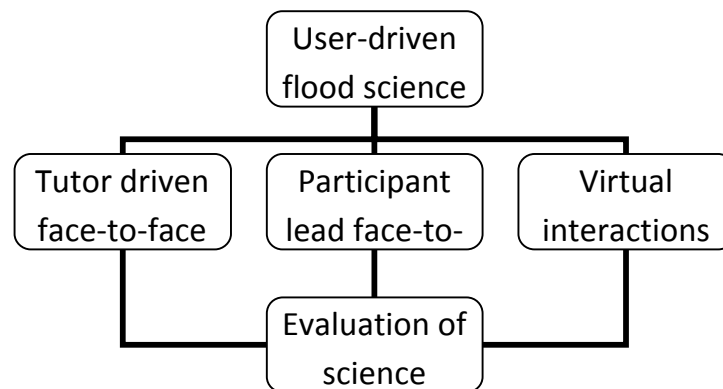 User-driven
flood science
Tutor driven
face-to-face
Participant
lead face-to-
Virtual
interactions
Evaluation of
science